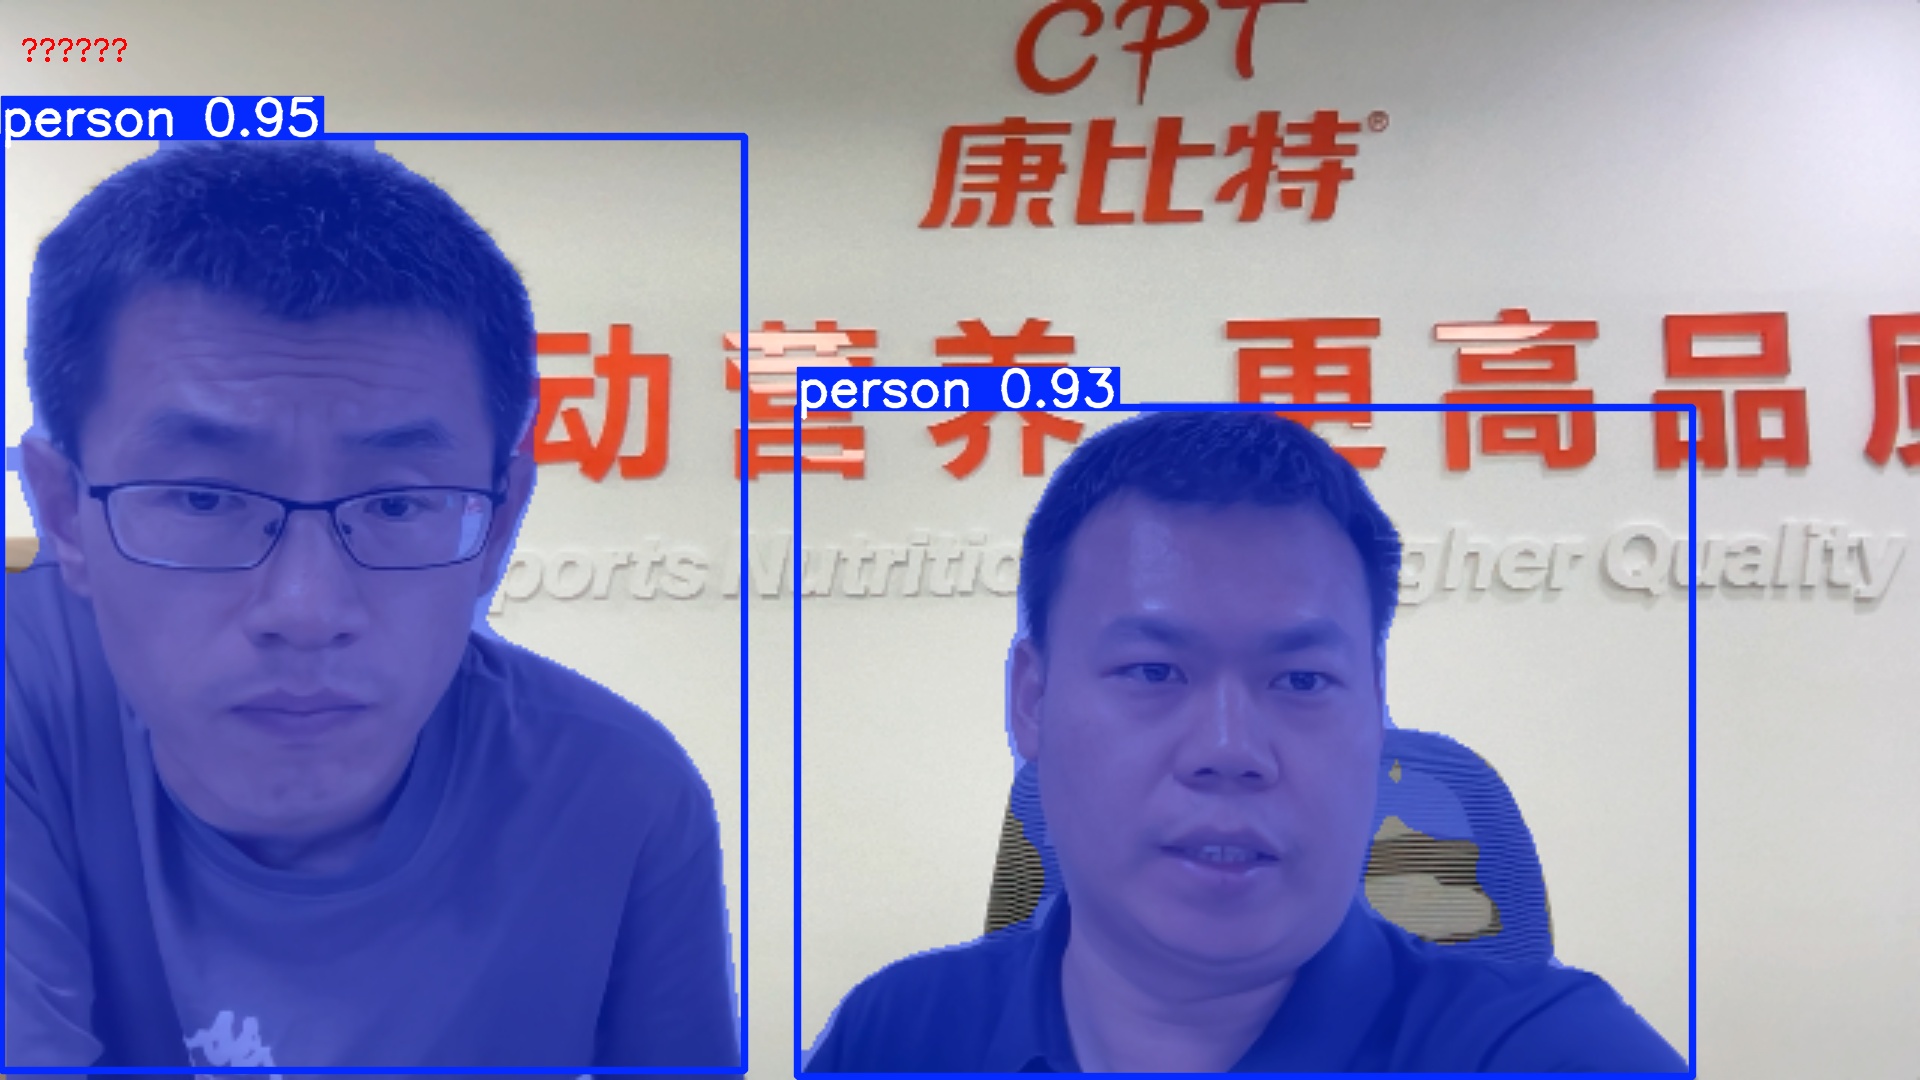 ??????
person 0.95
CPT
康比特®
动营养 更高品
person 0.93
ports Nutritio gher Quality